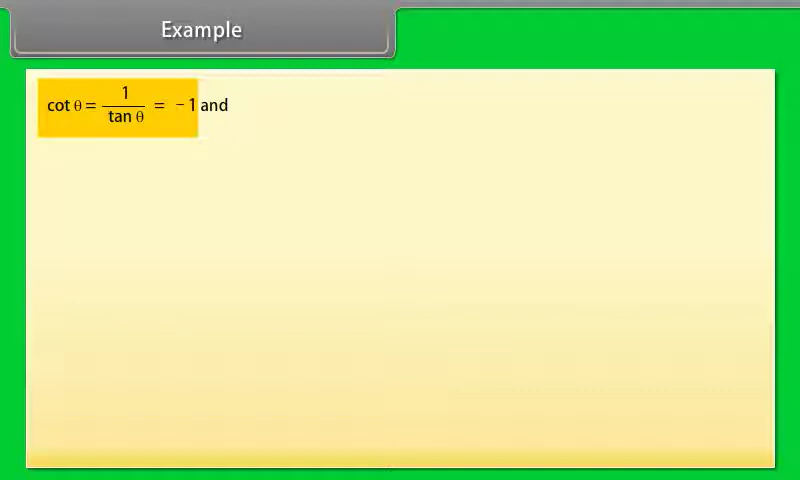 Example
cot θ = 1/tan θ = −1 and